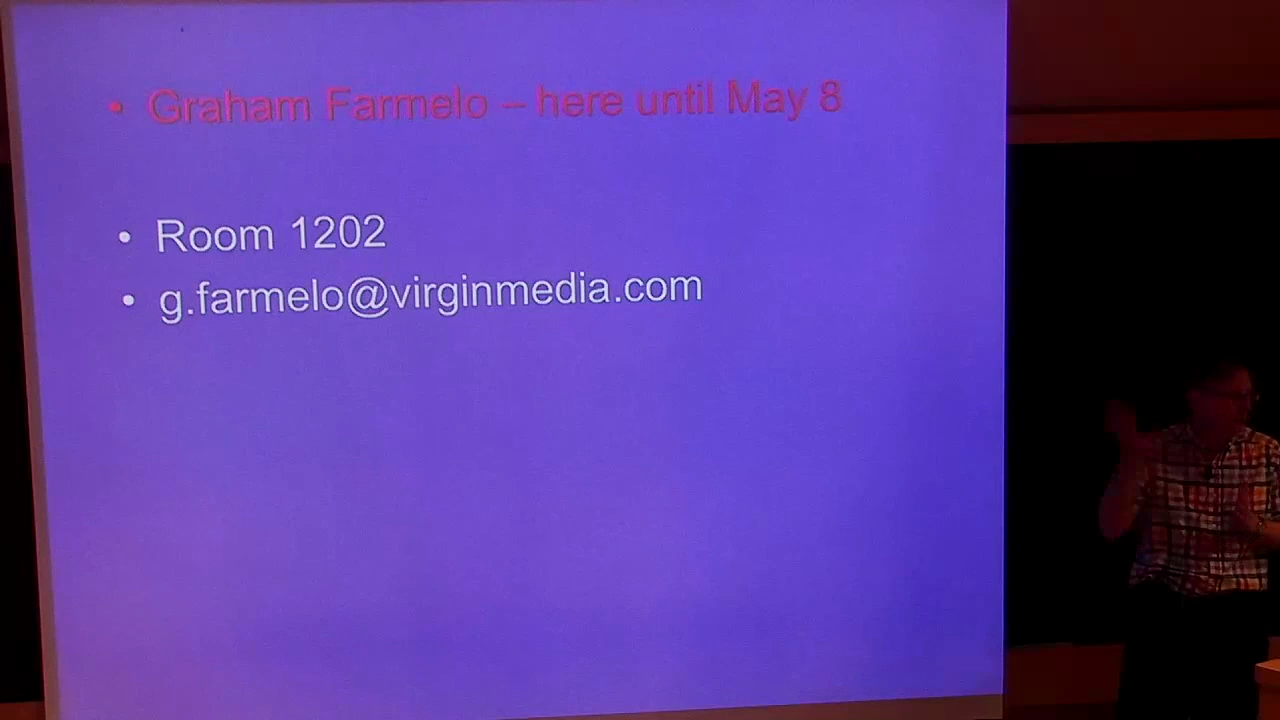 • Graham Farmelo – here until May 8
• Room 1202
• g.farmelo@virginmedia.com